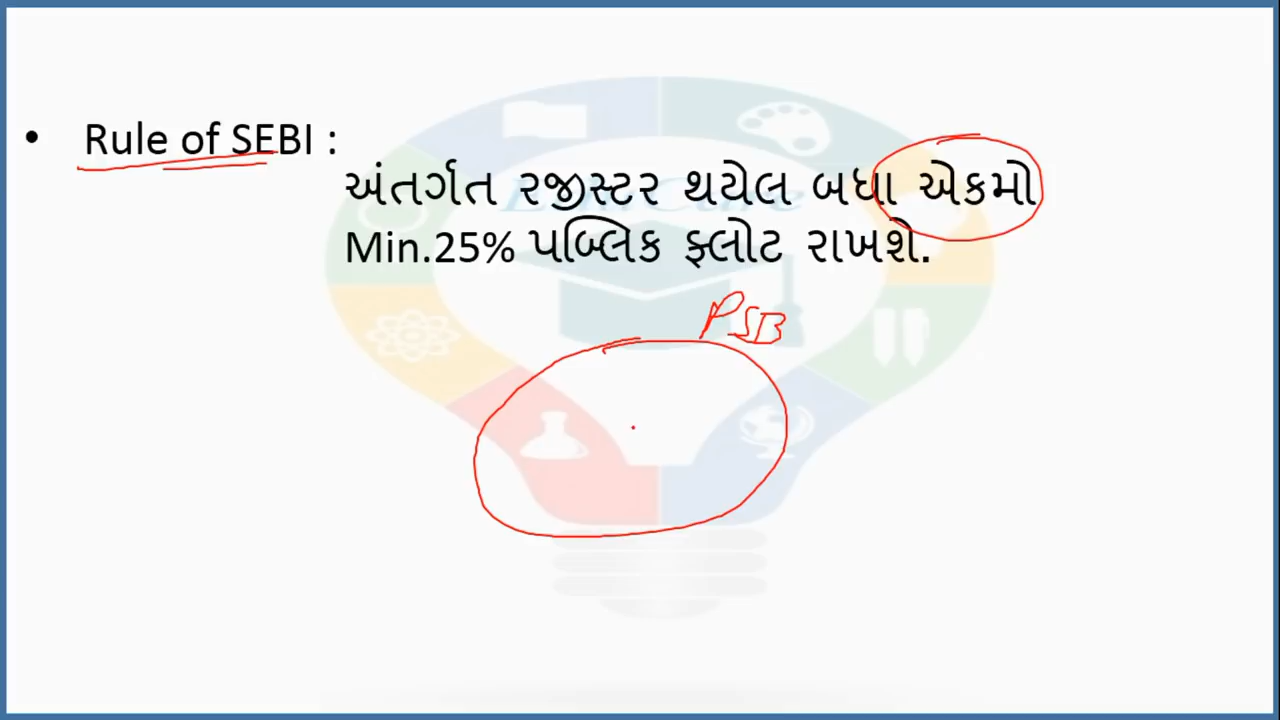 • Rule of SEBI :
અંતર્ગત રજીસ્ટર થયેલ બધા એકમો
Min.25% પબ્લિક ફ્લોટ રાખશે.
PSB